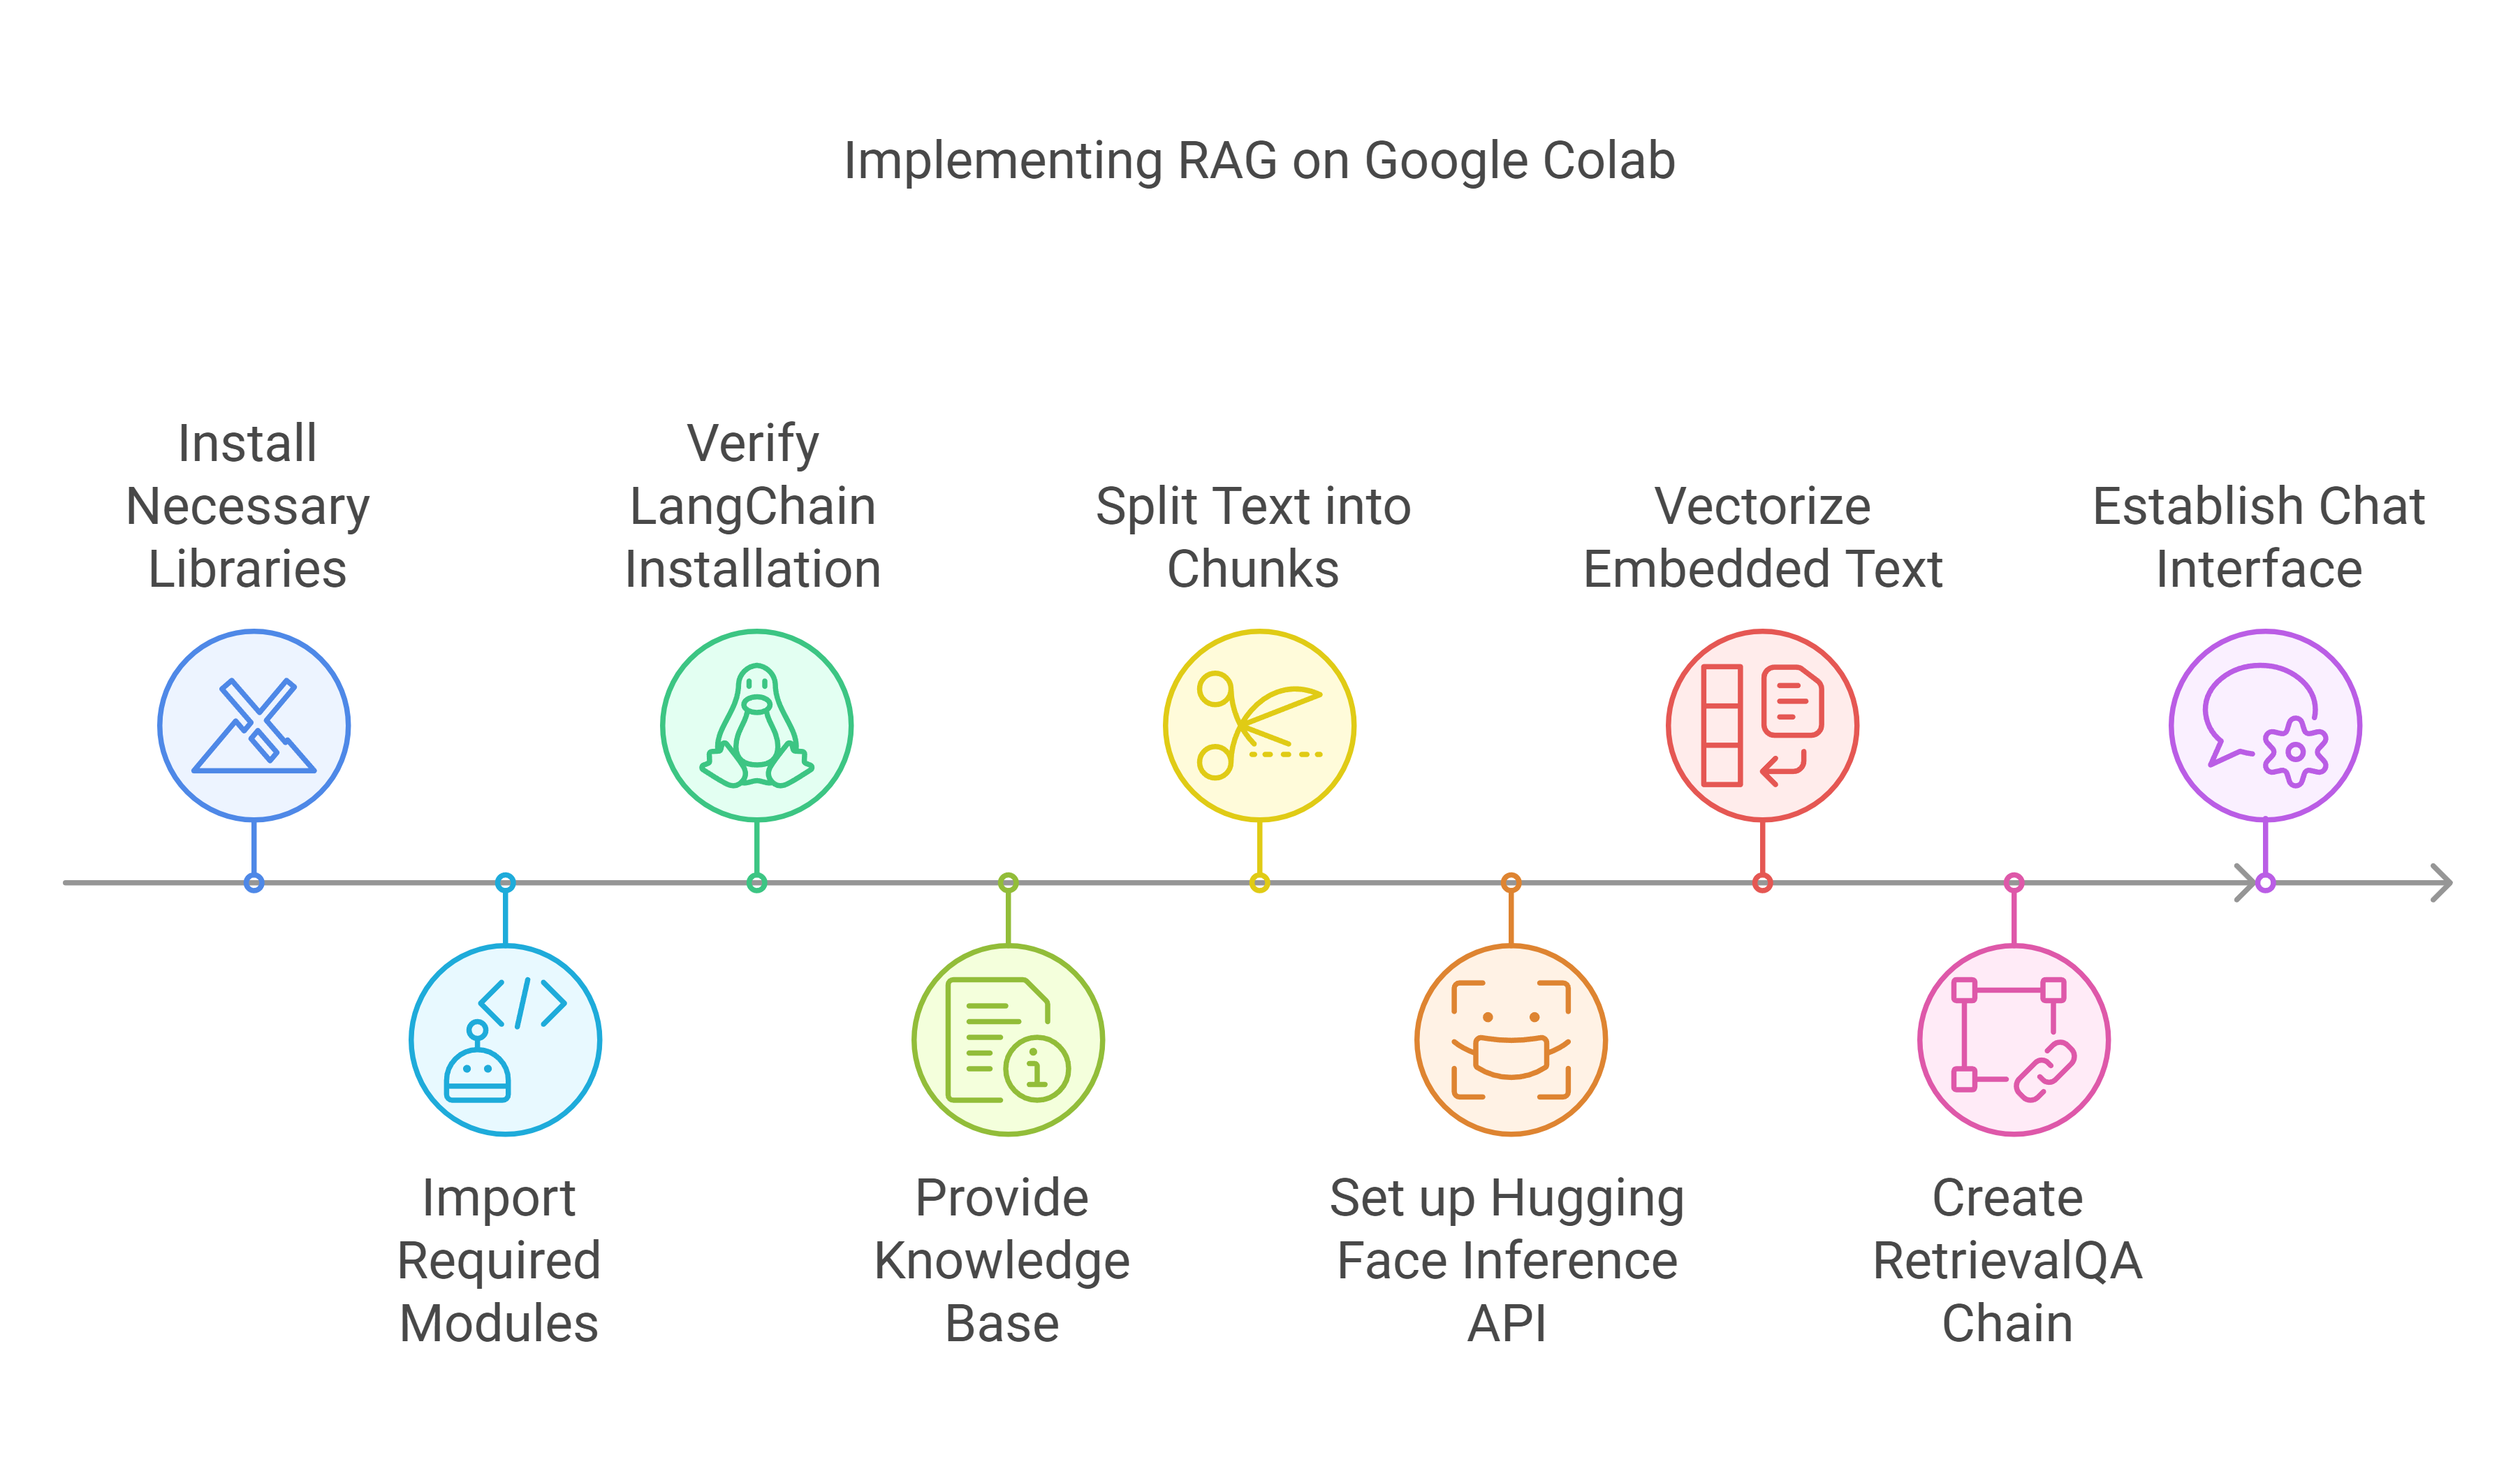 Implementing RAG on Google Colab
Install
Necessary
Libraries
Import
Required
Modules
Verify
LangChain
Installation
Provide
Knowledge
Base
Split Text into
Chunks
Set up Hugging
Face Inference
API
Vectorize
Embedded Text
Create
RetrievalQA
Chain
Establish Chat
Interface